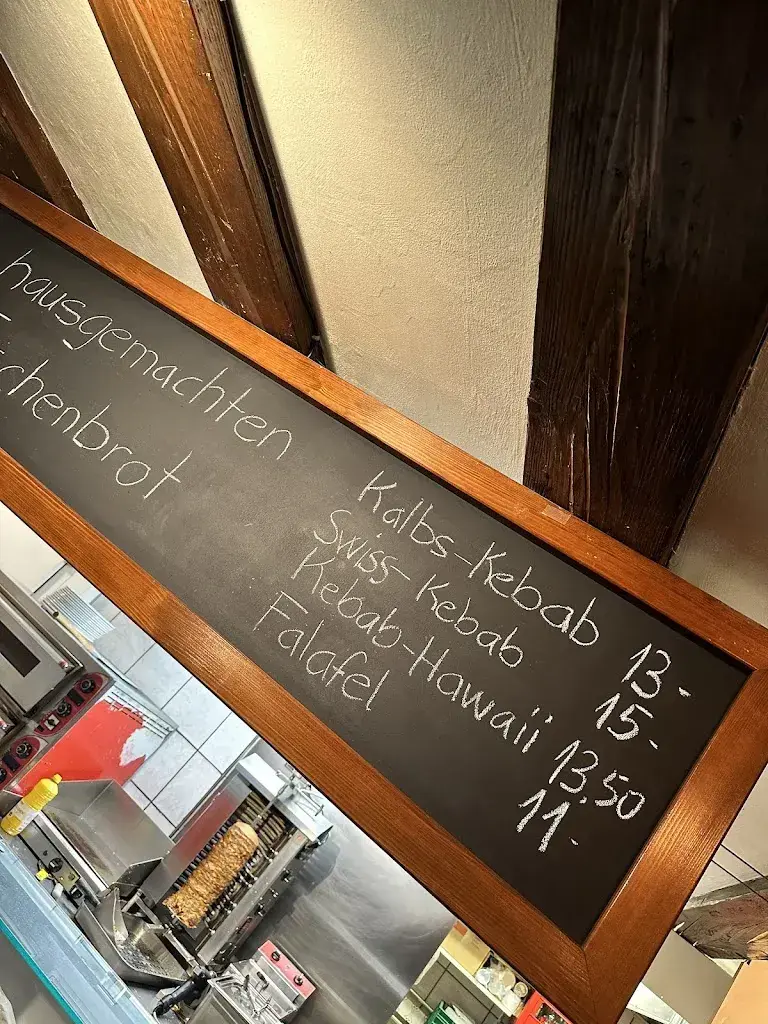 hausgemachten
chenbrot
Kalbs-Kebab 13.-
Swiss-Kebab 15.-
Kebab-Hawaii 13.50
Falafel 11.-